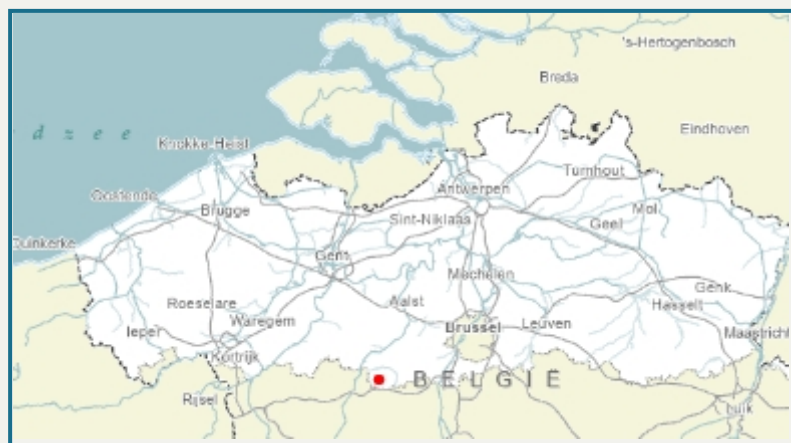 's-Hertogenbosch
Breda
d z e e
Eindhoven
Knokke-Heist
Turnhout
Antwerpen
Oostende
Mol
Brugge
Sint-Niklaas
Geel
Duinkerke
Gent
Mechelen
Genk
Roeselare
Aalst
Hasselt
Waregem
Brussel
Leuven
Ieper
Maastricht
Kortrijk
BELGIË
Rijsel
Luik